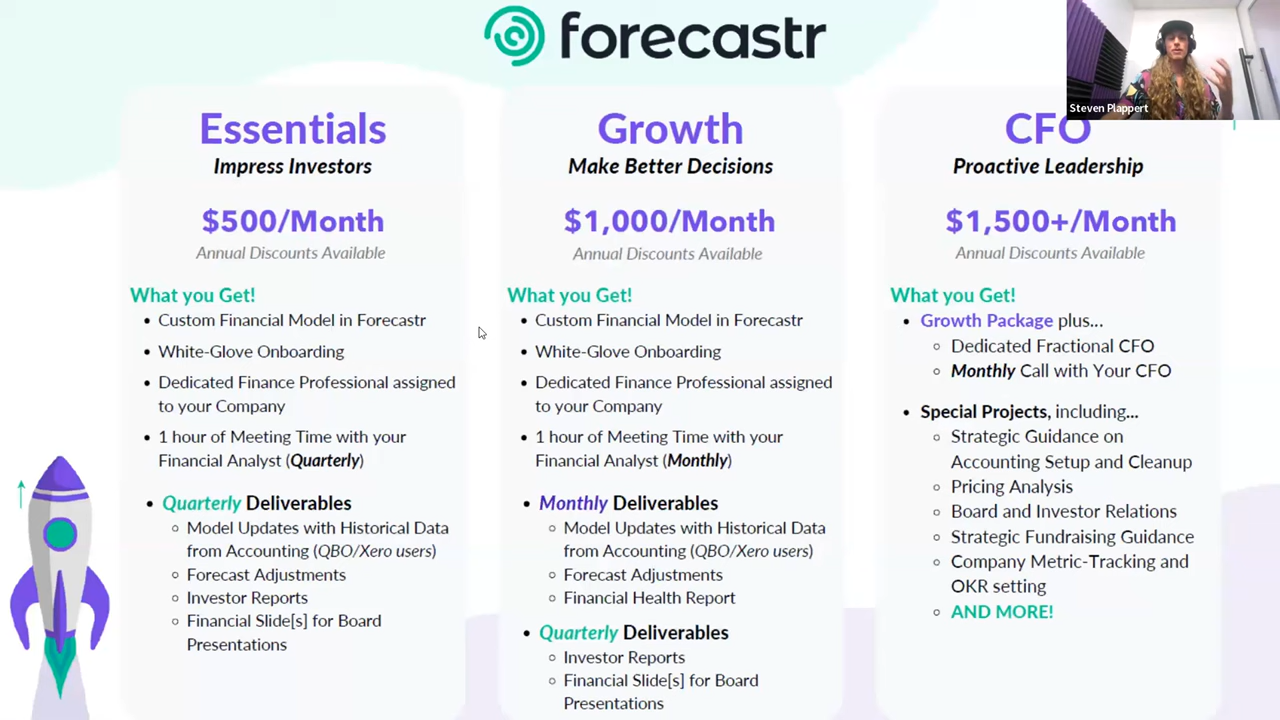 forecastr
Steven Plappert
Essentials
Impress Investors
$500/Month
Annual Discounts Available
What you Get!
• Custom Financial Model in Forecastr
• White-Glove Onboarding
• Dedicated Finance Professional assigned
to your Company
• 1 hour of Meeting Time with your
Financial Analyst (Quarterly)
• Quarterly Deliverables
◦ Model Updates with Historical Data
from Accounting (QBO/Xero users)
◦ Forecast Adjustments
◦ Investor Reports
◦ Financial Slide[s] for Board
Presentations
Growth
Make Better Decisions
$1,000/Month
Annual Discounts Available
What you Get!
• Custom Financial Model in Forecastr
• White-Glove Onboarding
• Dedicated Finance Professional assigned
to your Company
• 1 hour of Meeting Time with your
Financial Analyst (Monthly)
• Monthly Deliverables
◦ Model Updates with Historical Data
from Accounting (QBO/Xero users)
◦ Forecast Adjustments
◦ Financial Health Report
• Quarterly Deliverables
◦ Investor Reports
◦ Financial Slide[s] for Board
Presentations
CFO
Proactive Leadership
$1,500+/Month
Annual Discounts Available
What you Get!
• Growth Package plus...
◦ Dedicated Fractional CFO
◦ Monthly Call with Your CFO
• Special Projects, including...
◦ Strategic Guidance on
Accounting Setup and Cleanup
◦ Pricing Analysis
◦ Board and Investor Relations
◦ Strategic Fundraising Guidance
◦ Company Metric-Tracking and
OKR setting
◦ AND MORE!